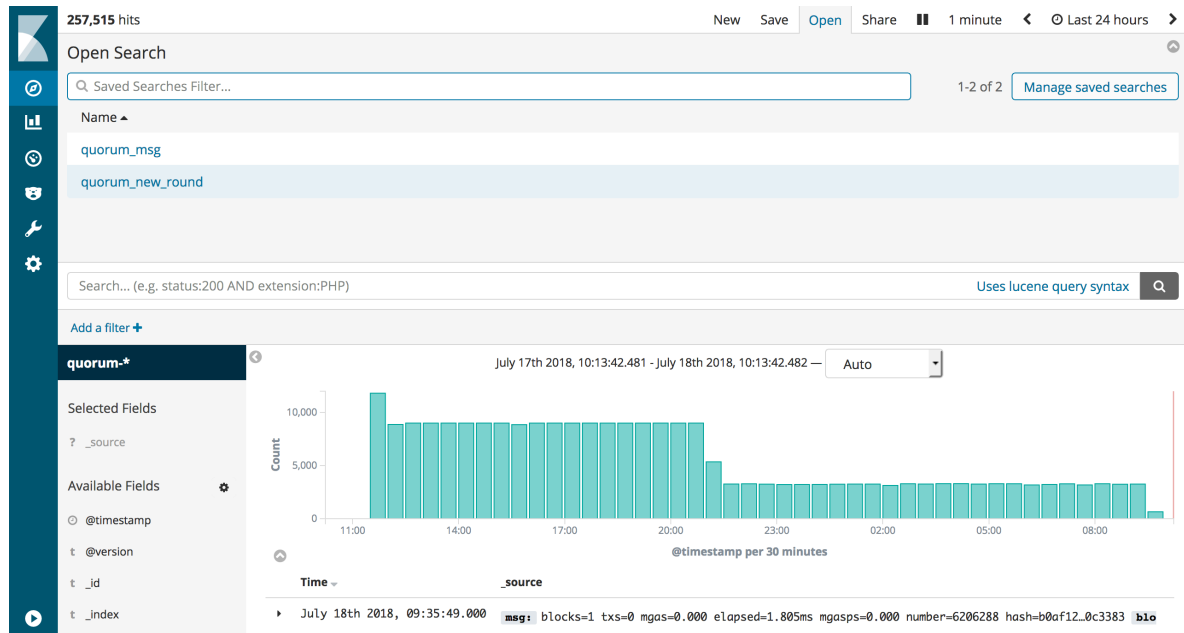 257,515 hits
New Save Open Share 1 minute Last 24 hours
Open Search
Saved Searches Filter...
1-2 of 2
Manage saved searches
Name
quorum_msg
quorum_new_round
Search... (e.g. status:200 AND extension:PHP)
Uses lucene query syntax
Add a filter
quorum-*
July 17th 2018, 10:13:42.481 - July 18th 2018, 10:13:42.482 —
Auto
Selected Fields
? _source
Available Fields
@timestamp
t @version
t _id
t _index
Count
10,000
5,000
0
11:00 14:00 17:00 20:00 23:00 02:00 05:00 08:00
@timestamp per 30 minutes
Time _source
July 18th 2018, 09:35:49.000 msg: blocks=1 txs=0 mgas=0.000 elapsed=1.805ms mgasps=0.000 number=6206288 hash=b0af12…0c3383 blo